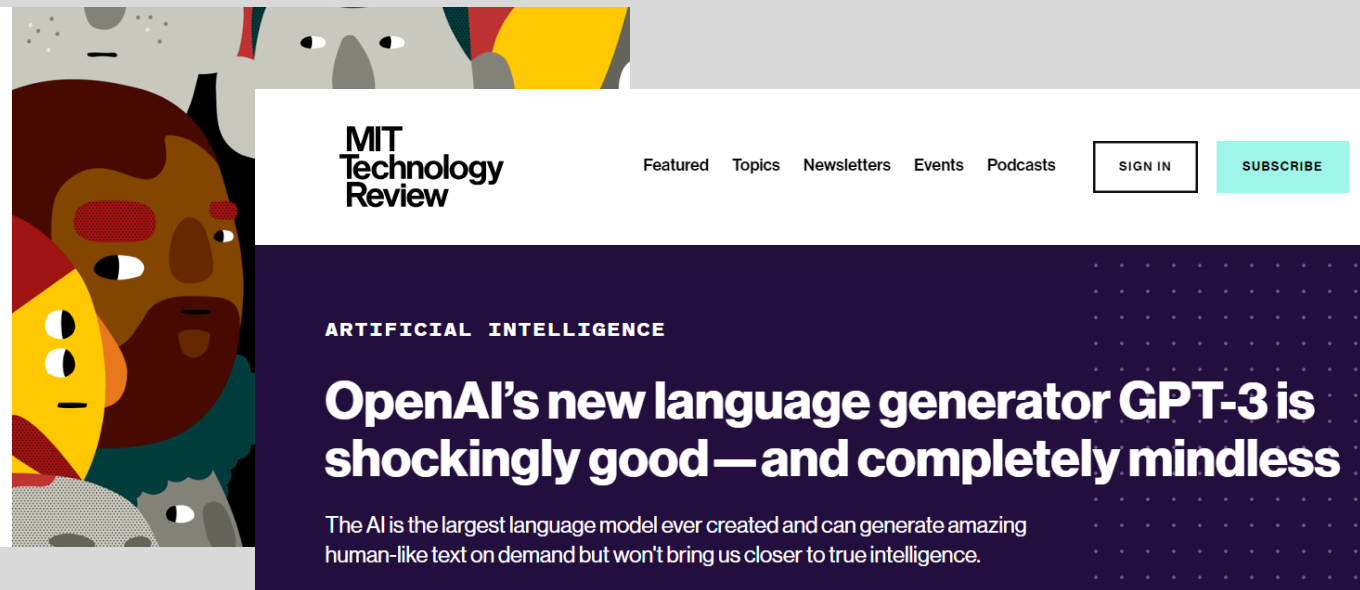 MIT
Technology
Review
Featured Topics Newsletters Events Podcasts SIGN IN SUBSCRIBE
ARTIFICIAL INTELLIGENCE
OpenAI’s new language generator GPT-3 is
shockingly good—and completely mindless
The AI is the largest language model ever created and can generate amazing
human-like text on demand but won't bring us closer to true intelligence.